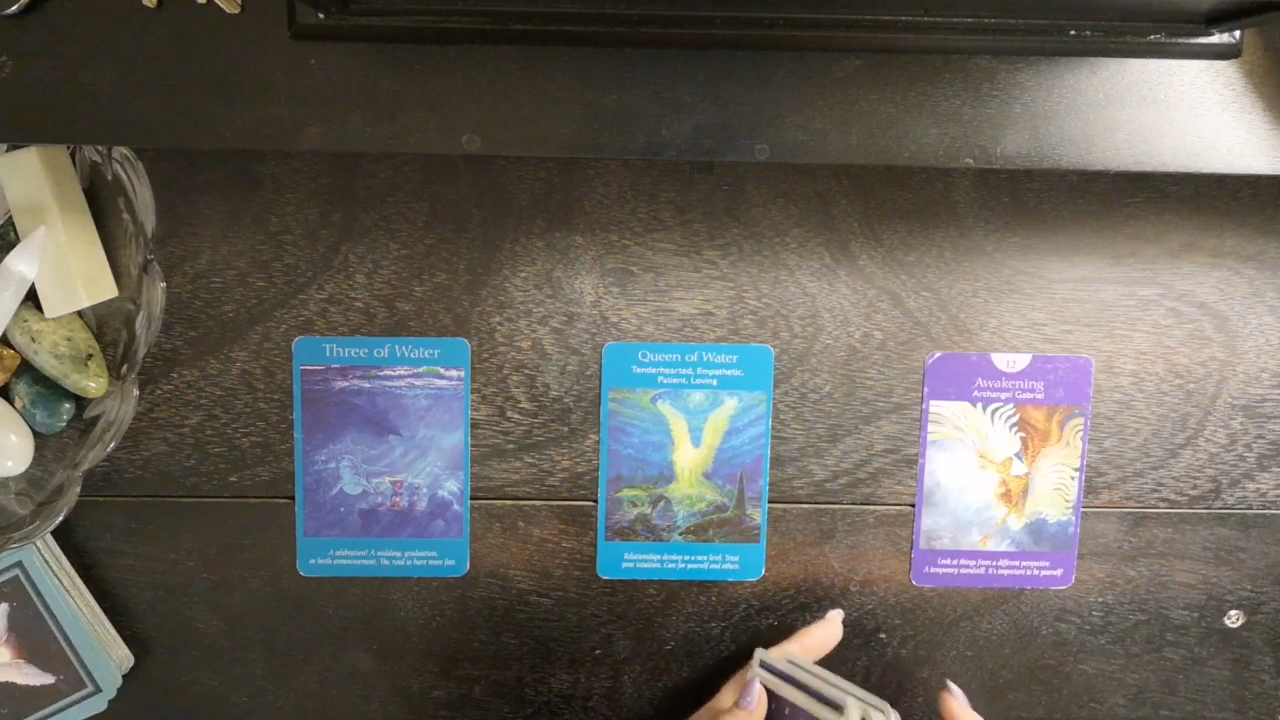 Three of Water
A celebration! A wedding, graduation,
or birth announcement. The need to have more fun.
Queen of Water
Tenderhearted, Empathetic,
Patient, Loving
Relationships develop to a new level. Trust
your intuition. Care for yourself and others.
12
Awakening
Archangel Gabriel
Look at things from a different perspective.
A temporary standstill. It's important to be yourself!